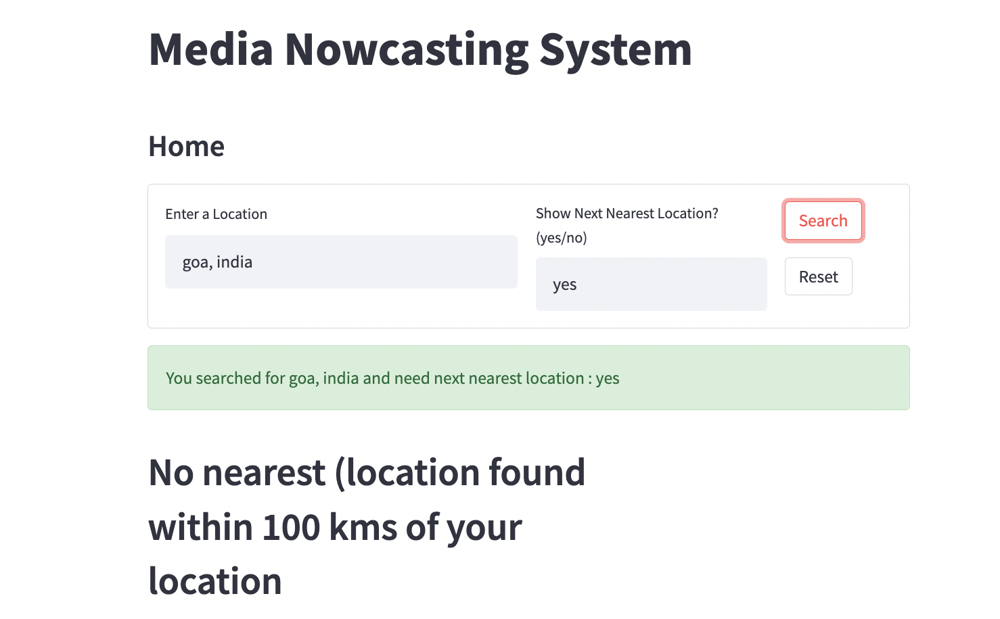 Media Nowcasting System
Home
Enter a Location
goa, india
Show Next Nearest Location?
(yes/no)
yes
Search
Reset
You searched for goa, india and need next nearest location : yes
No nearest (location found
within 100 kms of your
location